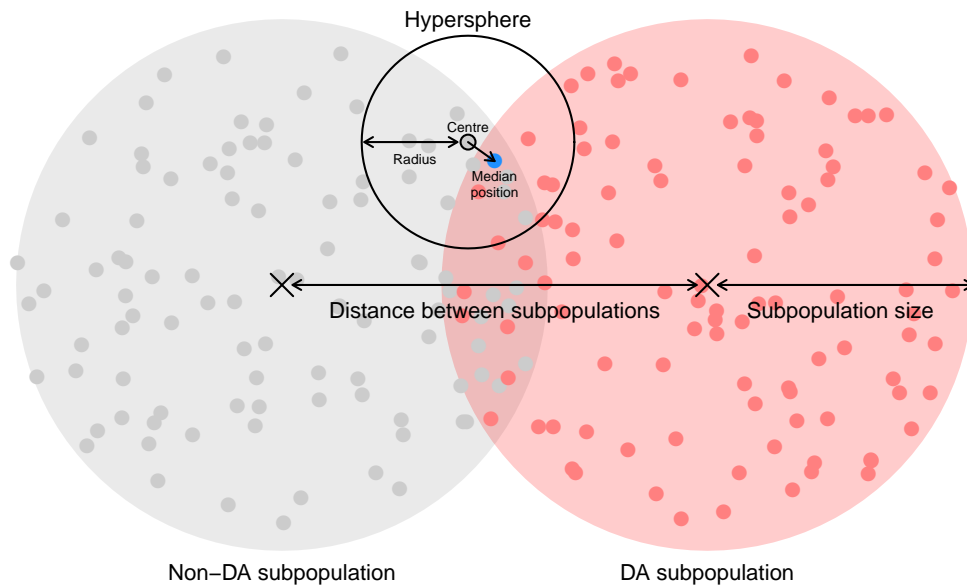 Hypersphere
Centre
Radius
Median
position
Distance between subpopulations
Subpopulation size
Non−DA subpopulation
DA subpopulation